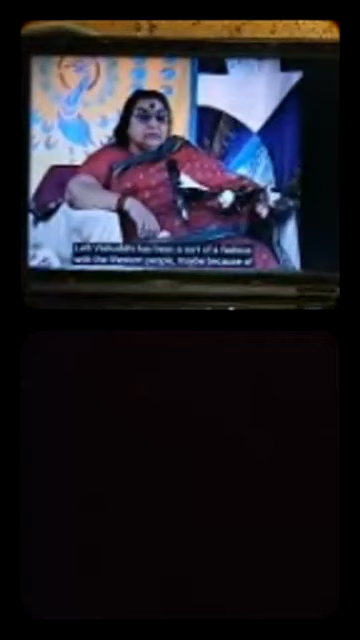 Left Vishuddhi has been a sort of a fashion
with the Western people, maybe because of